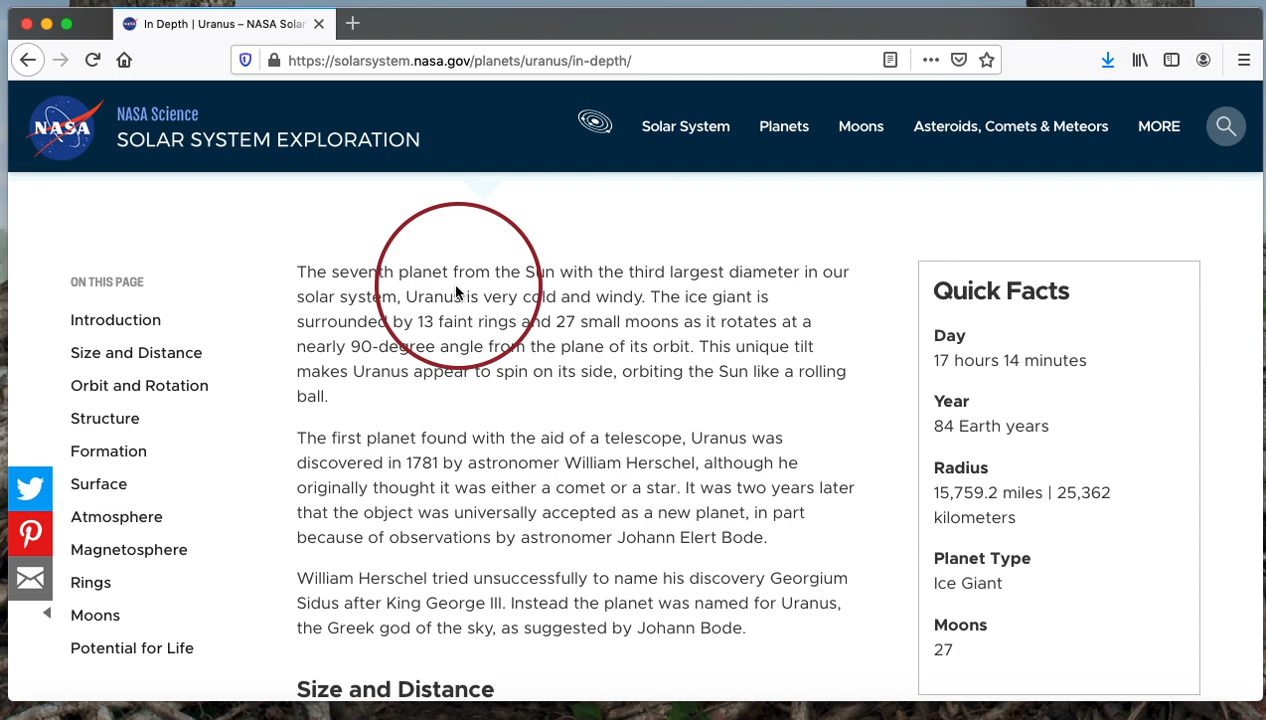 In Depth | Uranus – NASA Solar
https://solarsystem.nasa.gov/planets/uranus/in-depth/
NASA
NASA Science
SOLAR SYSTEM EXPLORATION
Solar System
Planets
Moons
Asteroids, Comets & Meteors
MORE
ON THIS PAGE
Introduction
Size and Distance
Orbit and Rotation
Structure
Formation
Surface
Atmosphere
Magnetosphere
Rings
Moons
Potential for Life
The seventh planet from the Sun with the third largest diameter in our
solar system, Uranus is very cold and windy. The ice giant is
surrounded by 13 faint rings and 27 small moons as it rotates at a
nearly 90-degree angle from the plane of its orbit. This unique tilt
makes Uranus appear to spin on its side, orbiting the Sun like a rolling
ball.
The first planet found with the aid of a telescope, Uranus was
discovered in 1781 by astronomer William Herschel, although he
originally thought it was either a comet or a star. It was two years later
that the object was universally accepted as a new planet, in part
because of observations by astronomer Johann Elert Bode.
William Herschel tried unsuccessfully to name his discovery Georgium
Sidus after King George III. Instead the planet was named for Uranus,
the Greek god of the sky, as suggested by Johann Bode.
Size and Distance
Quick Facts
Day
17 hours 14 minutes
Year
84 Earth years
Radius
15,759.2 miles | 25,362
kilometers
Planet Type
Ice Giant
Moons
27